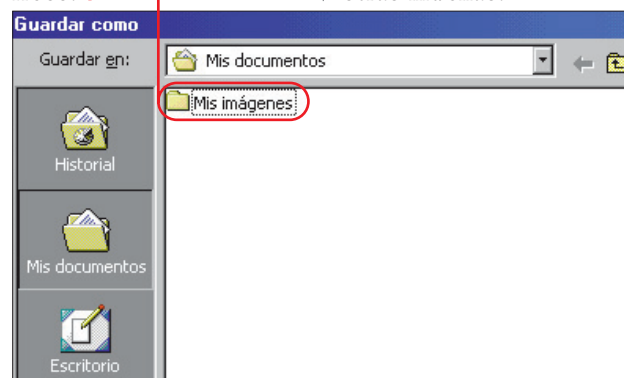 Guardar como
Guardar en:
Mis documentos
Mis imágenes
Historial
Mis documentos
Escritorio